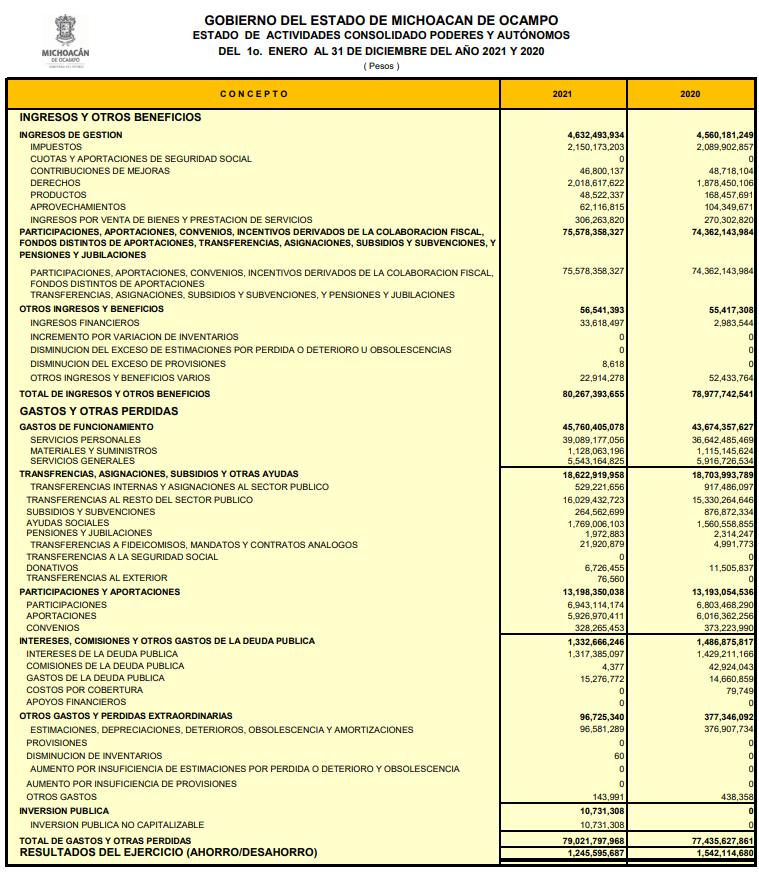 MICHOACÁN
DE OCAMPO
GOBIERNO DEL ESTADO DE MICHOACAN DE OCAMPO
ESTADO DE ACTIVIDADES CONSOLIDADO PODERES Y AUTÓNOMOS
DEL 1o. ENERO AL 31 DE DICIEMBRE DEL AÑO 2021 Y 2020
( Pesos )
C O N C E P T O 2021 2020
INGRESOS Y OTROS BENEFICIOS
INGRESOS DE GESTION 4,632,493,934 4,560,181,249
IMPUESTOS 2,150,173,203 2,089,902,857
CUOTAS Y APORTACIONES DE SEGURIDAD SOCIAL 0 0
CONTRIBUCIONES DE MEJORAS 46,800,137 48,718,104
DERECHOS 2,018,617,622 1,878,450,106
PRODUCTOS 48,522,337 168,457,691
APROVECHAMIENTOS 62,116,815 104,349,671
INGRESOS POR VENTA DE BIENES Y PRESTACION DE SERVICIOS 306,263,820 270,302,820
PARTICIPACIONES, APORTACIONES, CONVENIOS, INCENTIVOS DERIVADOS DE LA COLABORACION FISCAL, 75,578,358,327 74,362,143,984
FONDOS DISTINTOS DE APORTACIONES, TRANSFERENCIAS, ASIGNACIONES, SUBSIDIOS Y SUBVENCIONES, Y
PENSIONES Y JUBILACIONES
PARTICIPACIONES, APORTACIONES, CONVENIOS, INCENTIVOS DERIVADOS DE LA COLABORACION FISCAL, 75,578,358,327 74,362,143,984
FONDOS DISTINTOS DE APORTACIONES
TRANSFERENCIAS, ASIGNACIONES, SUBSIDIOS Y SUBVENCIONES, Y PENSIONES Y JUBILACIONES
OTROS INGRESOS Y BENEFICIOS 56,541,393 55,417,308
INGRESOS FINANCIEROS 33,618,497 2,983,544
INCREMENTO POR VARIACION DE INVENTARIOS 0 0
DISMINUCION DEL EXCESO DE ESTIMACIONES POR PERDIDA O DETERIORO U OBSOLESCENCIAS 0 0
DISMINUCION DEL EXCESO DE PROVISIONES 8,618 0
OTROS INGRESOS Y BENEFICIOS VARIOS 22,914,278 52,433,764
TOTAL DE INGRESOS Y OTROS BENEFICIOS 80,267,393,655 78,977,742,541
GASTOS Y OTRAS PERDIDAS
GASTOS DE FUNCIONAMIENTO 45,760,405,078 43,674,357,627
SERVICIOS PERSONALES 39,089,177,056 36,642,485,469
MATERIALES Y SUMINISTROS 1,128,063,196 1,115,145,624
SERVICIOS GENERALES 5,543,164,825 5,916,726,534
TRANSFRENCIAS, ASIGNACIONES, SUBSIDIOS Y OTRAS AYUDAS 18,622,919,958 18,703,993,789
TRANSFERENCIAS INTERNAS Y ASIGNACIONES AL SECTOR PUBLICO 529,221,656 917,486,097
TRANSFERENCIAS AL RESTO DEL SECTOR PUBLICO 16,029,432,723 15,330,264,646
SUBSIDIOS Y SUBVENCIONES 264,562,699 876,872,334
AYUDAS SOCIALES 1,769,006,103 1,560,558,855
PENSIONES Y JUBILACIONES 1,972,883 2,314,247
TRANSFERENCIAS A FIDEICOMISOS, MANDATOS Y CONTRATOS ANALOGOS 21,920,879 4,991,773
TRANSFERENCIAS A LA SEGURIDAD SOCIAL 0 0
DONATIVOS 6,726,455 11,505,837
TRANSFERENCIAS AL EXTERIOR 76,560 0
PARTICIPACIONES Y APORTACIONES 13,198,350,038 13,193,054,536
PARTICIPACIONES 6,943,114,174 6,803,468,290
APORTACIONES 5,926,970,411 6,016,362,256
CONVENIOS 328,265,453 373,223,990
INTERESES, COMISIONES Y OTROS GASTOS DE LA DEUDA PUBLICA 1,332,666,246 1,486,875,817
INTERESES DE LA DEUDA PUBLICA 1,317,385,097 1,429,211,166
COMISIONES DE LA DEUDA PUBLICA 4,377 42,924,043
GASTOS DE LA DEUDA PUBLICA 15,276,772 14,660,859
COSTOS POR COBERTURA 0 79,749
APOYOS FINANCIEROS 0 0
OTROS GASTOS Y PERDIDAS EXTRAORDINARIAS 96,725,340 377,346,092
ESTIMACIONES, DEPRECIACIONES, DETERIOROS, OBSOLESCENCIA Y AMORTIZACIONES 96,581,289 376,907,734
PROVISIONES 0 0
DISMINUCION DE INVENTARIOS 60 0
AUMENTO POR INSUFICIENCIA DE ESTIMACIONES POR PERDIDA O DETERIORO Y OBSOLESCENCIA 0 0
AUMENTO POR INSUFICIENCIA DE PROVISIONES 0 0
OTROS GASTOS 143,991 438,358
INVERSION PUBLICA 10,731,308 0
INVERSION PUBLICA NO CAPITALIZABLE 10,731,308 0
TOTAL DE GASTOS Y OTRAS PERDIDAS 79,021,797,968 77,435,627,861
RESULTADOS DEL EJERCICIO (AHORRO/DESAHORRO) 1,245,595,687 1,542,114,680